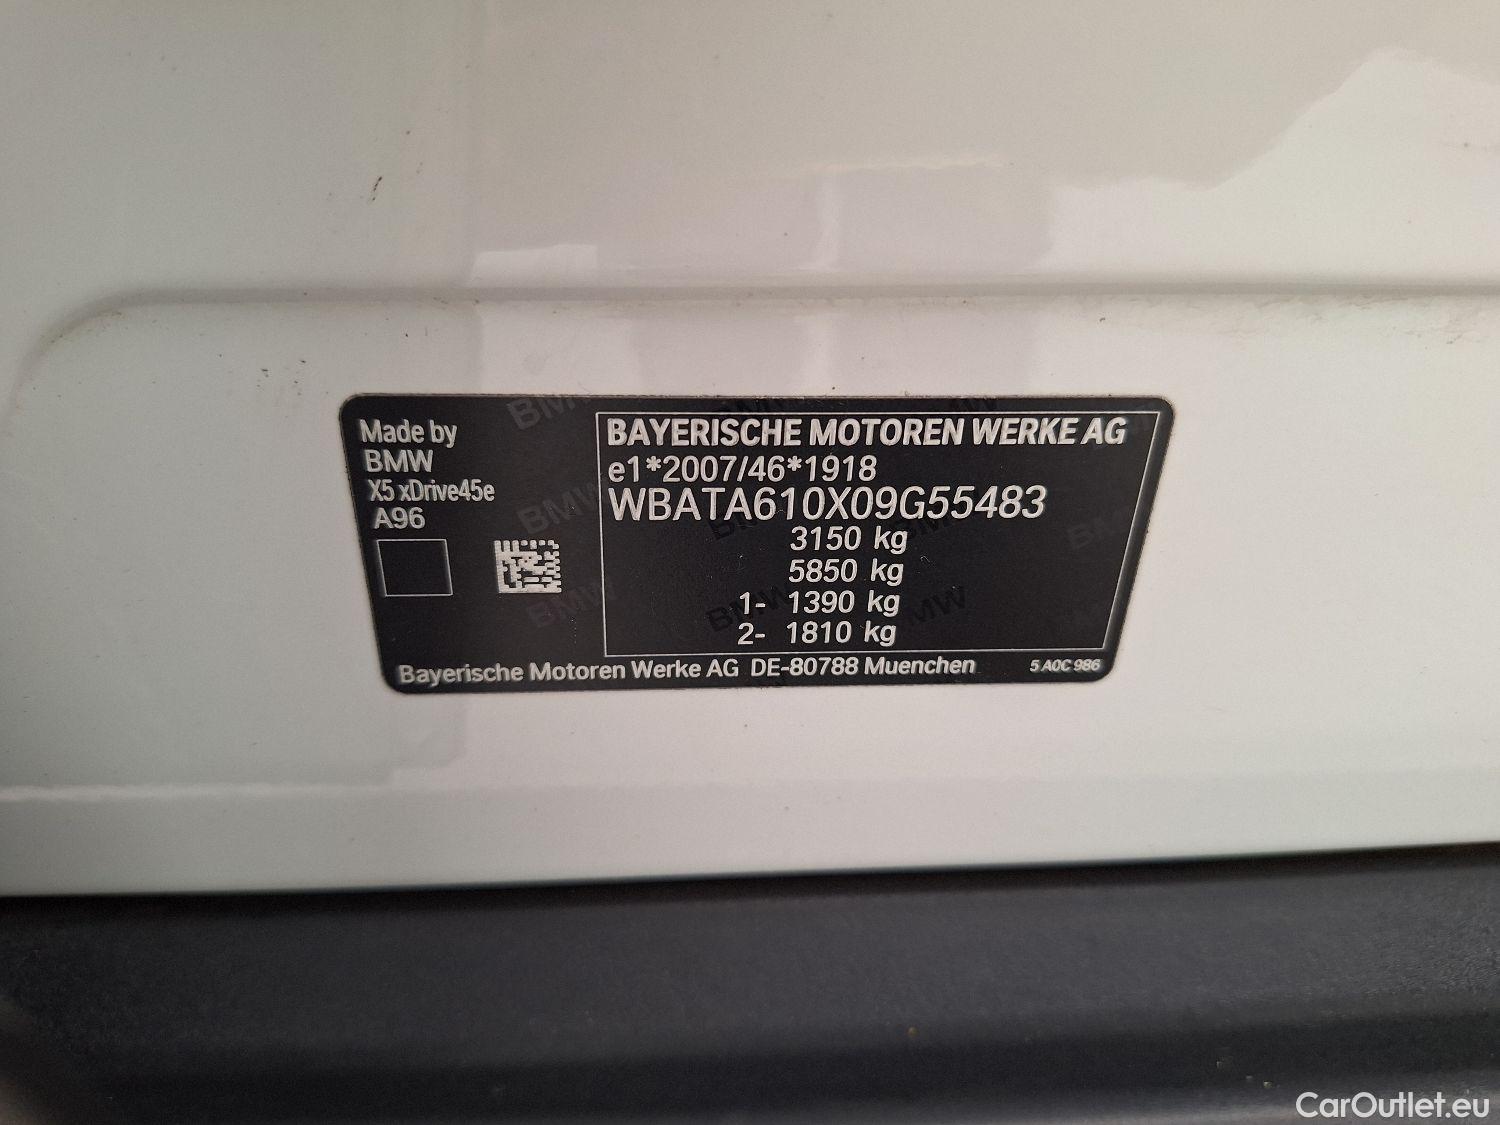 Made by
BMW
X5 xDrive45e
A96
BAYERISCHE MOTOREN WERKE AG
e1*2007/46*1918
WBATA610X09G55483
3150 kg
5850 kg
1- 1390 kg
2- 1810 kg
Bayerische Motoren Werke AG DE-80788 Muenchen
5 A0C 986
CarOutlet.eu